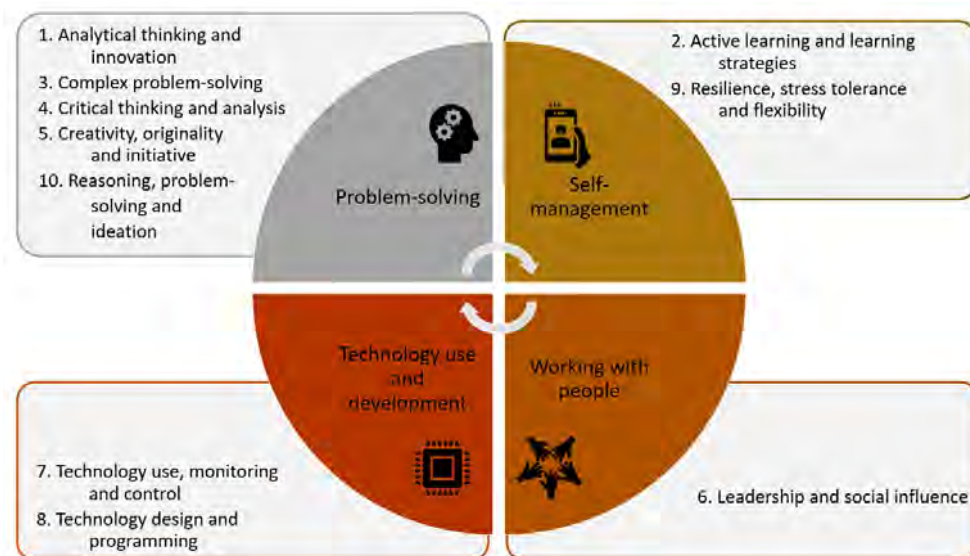 1. Analytical thinking and
innovation
3. Complex problem-solving
4. Critical thinking and analysis
5. Creativity, originality
and initiative
10. Reasoning, problem-
solving and
ideation
Problem-solving
2. Active learning and learning
strategies
9. Resilience, stress tolerance
and flexibility
Self-
management
Technology use
and
development
Working with
people
7. Technology use, monitoring
and control
8. Technology design and
programming
6. Leadership and social influence